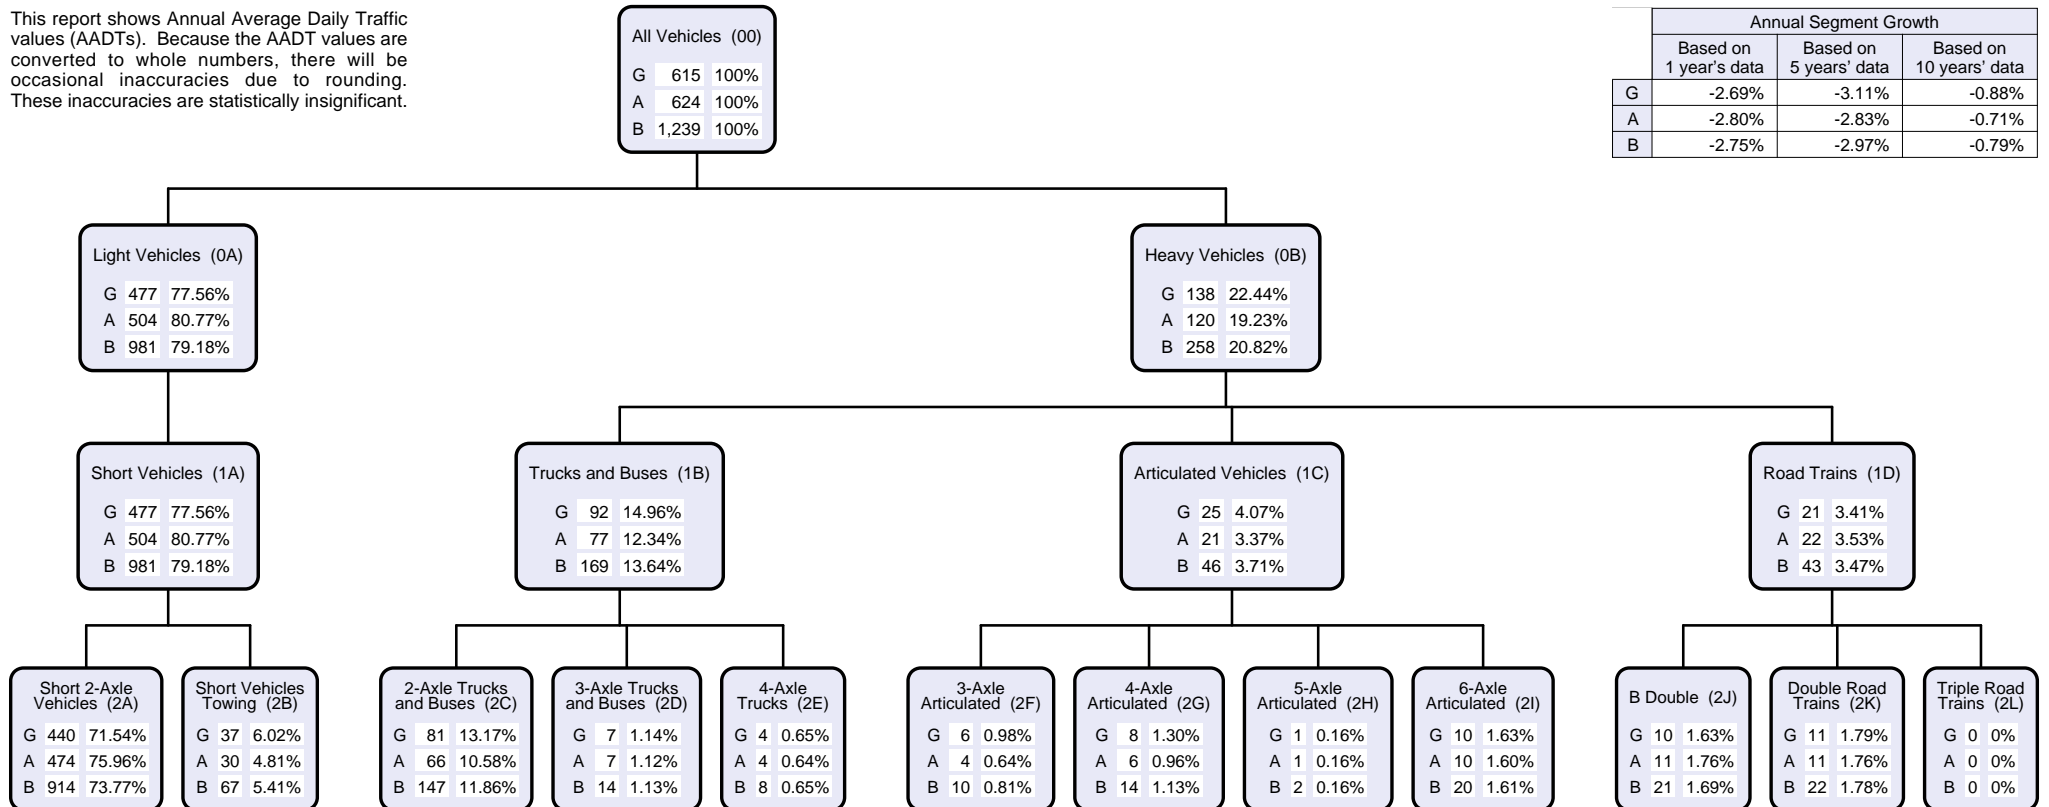 This report shows Annual Average Daily Traffic
values (AADTs). Because the AADT values are
converted to whole numbers, there will be
occasional inaccuracies due to rounding.
These inaccuracies are statistically insignificant.
All Vehicles (00)
G 615 100%
A 624 100%
B 1,239 100%
Annual Segment Growth
Based on 1 year's data Based on 5 years' data Based on 10 years' data
G -2.69% -3.11% -0.88%
A -2.80% -2.83% -0.71%
B -2.75% -2.97% -0.79%
Light Vehicles (0A)
G 477 77.56%
A 504 80.77%
B 981 79.18%
Heavy Vehicles (0B)
G 138 22.44%
A 120 19.23%
B 258 20.82%
Short Vehicles (1A)
G 477 77.56%
A 504 80.77%
B 981 79.18%
Trucks and Buses (1B)
G 92 14.96%
A 77 12.34%
B 169 13.64%
Articulated Vehicles (1C)
G 25 4.07%
A 21 3.37%
B 46 3.71%
Road Trains (1D)
G 21 3.41%
A 22 3.53%
B 43 3.47%
Short 2-Axle
Vehicles (2A)
G 440 71.54%
A 474 75.96%
B 914 73.77%
Short Vehicles
Towing (2B)
G 37 6.02%
A 30 4.81%
B 67 5.41%
2-Axle Trucks
and Buses (2C)
G 81 13.17%
A 66 10.58%
B 147 11.86%
3-Axle Trucks
and Buses (2D)
G 7 1.14%
A 7 1.12%
B 14 1.13%
4-Axle
Trucks (2E)
G 4 0.65%
A 4 0.64%
B 8 0.65%
3-Axle
Articulated (2F)
G 6 0.98%
A 4 0.64%
B 10 0.81%
4-Axle
Articulated (2G)
G 8 1.30%
A 6 0.96%
B 14 1.13%
5-Axle
Articulated (2H)
G 1 0.16%
A 1 0.16%
B 2 0.16%
6-Axle
Articulated (2I)
G 10 1.63%
A 10 1.60%
B 20 1.61%
B Double (2J)
G 10 1.63%
A 11 1.76%
B 21 1.69%
Double Road
Trains (2K)
G 11 1.79%
A 11 1.76%
B 22 1.78%
Triple Road
Trains (2L)
G 0 0%
A 0 0%
B 0 0%